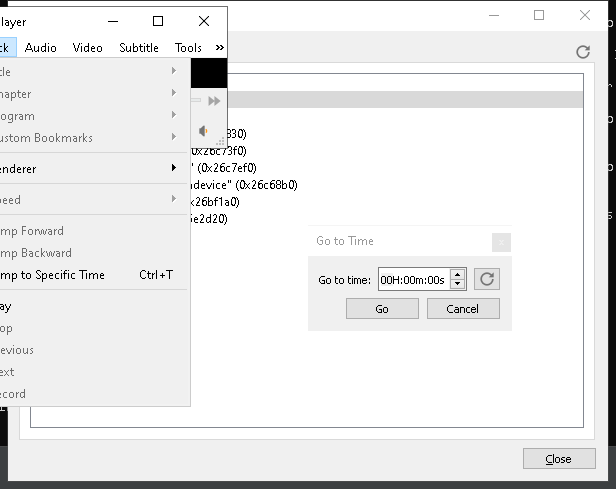 layer
ck Audio Video Subtitle Tools »
tle
hapter
ogram
ustom Bookmarks
enderer
peed
mp Forward
mp Backward
mp to Specific Time Ctrl+T
ay
op
evious
ext
ecord
330)
0x26c73f0)
" (0x26c7ef0)
ndevice" (0x26c68b0)
x26bf1a0)
5e2d20)
Go to Time
Go to time: 00H:00m:00s
Go Cancel
Close